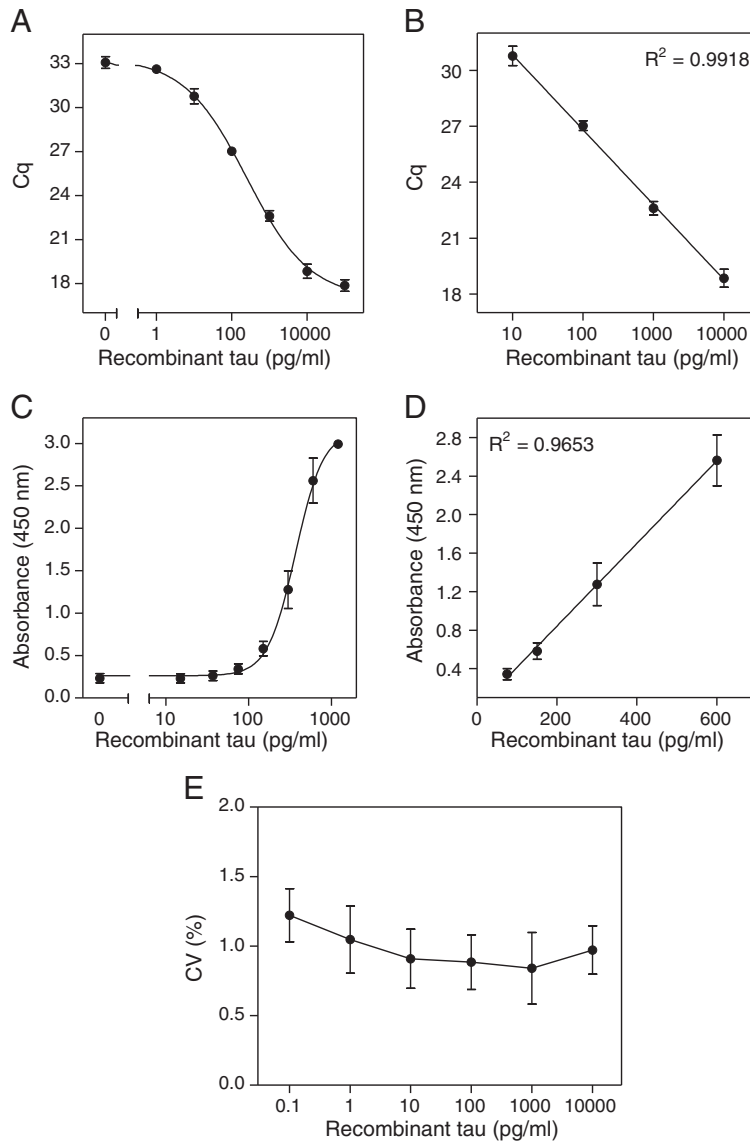 A
33
30
27
24
21
18
Cq
0 1 100 10000
Recombinant tau (pg/ml)
B
R² = 0.9918
30
27
24
21
18
Cq
10 100 1000 10000
Recombinant tau (pg/ml)
C
3.0
2.5
2.0
1.5
1.0
0.5
0.0
Absorbance (450 nm)
0 10 100 1000
Recombinant tau (pg/ml)
D
R² = 0.9653
2.8
2.4
2.0
1.6
1.2
0.8
0.4
Absorbance (450 nm)
0 200 400 600
Recombinant tau (pg/ml)
E
2.0
1.5
1.0
0.5
0.0
CV (%)
0.1 1 10 100 1000 10000
Recombinant tau (pg/ml)